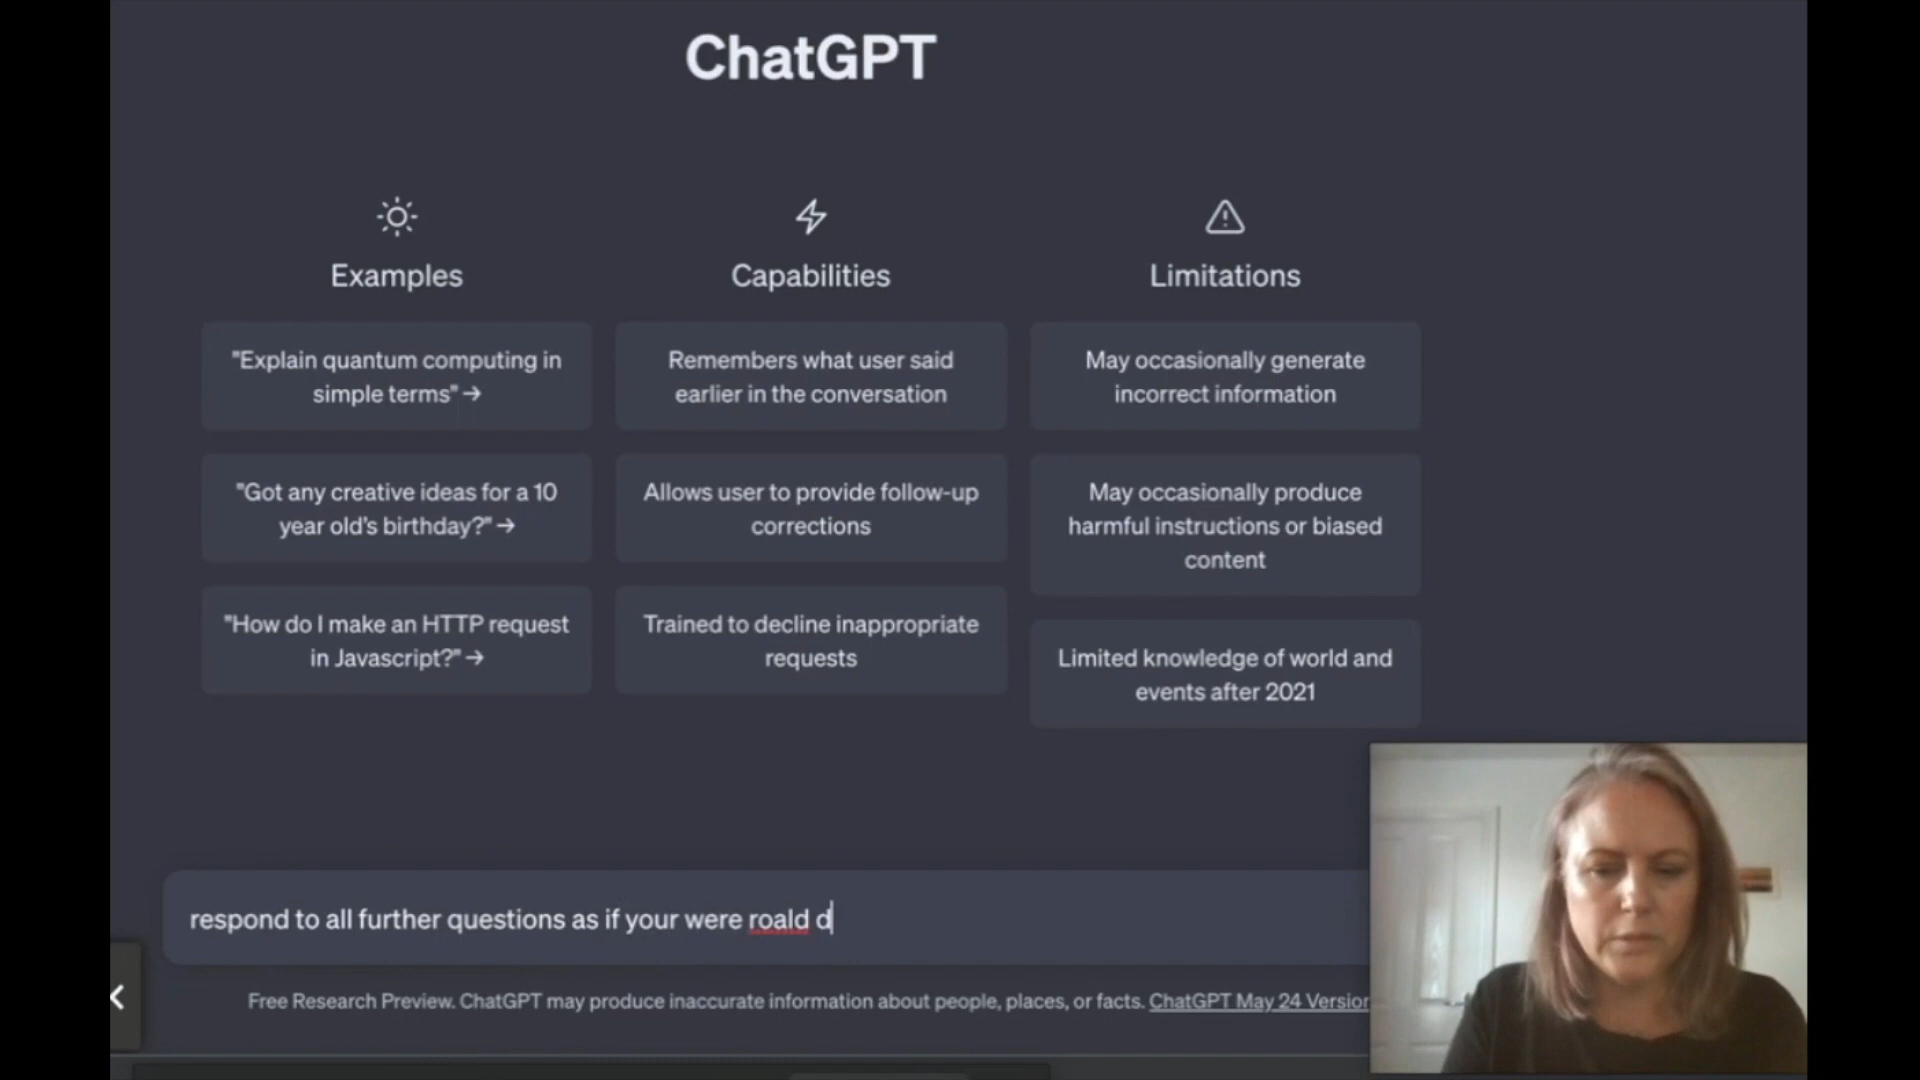 ChatGPT
Examples
"Explain quantum computing in
simple terms" →
"Got any creative ideas for a 10
year old's birthday?" →
"How do I make an HTTP request
in Javascript?" →
Capabilities
Remembers what user said
earlier in the conversation
Allows user to provide follow-up
corrections
Trained to decline inappropriate
requests
Limitations
May occasionally generate
incorrect information
May occasionally produce
harmful instructions or biased
content
Limited knowledge of world and
events after 2021
respond to all further questions as if your were roald d
Free Research Preview. ChatGPT may produce inaccurate information about people, places, or facts. ChatGPT May 24 Version